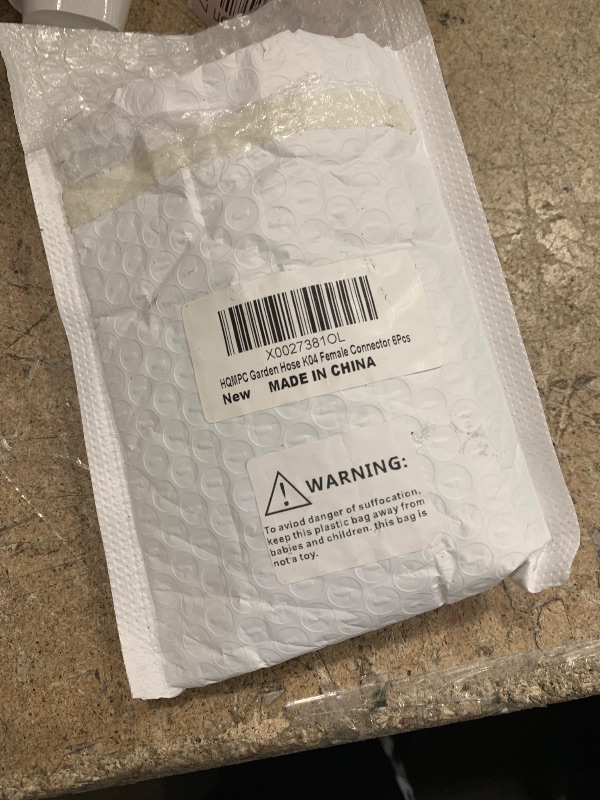 X0027381OL
HQMPC Garden Hose K04 Female Connector 6Pcs
New MADE IN CHINA
WARNING:
To aviod danger of suffocation,
keep this plastic bag away from
babies and children. this bag is
not a toy.